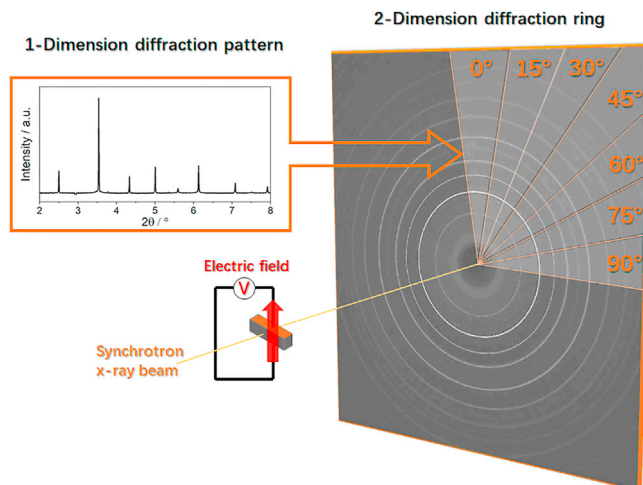 2-Dimension diffraction ring
1-Dimension diffraction pattern
0°
15°
30°
45°
60°
75°
90°
Intensity / a.u.
2 3 4 5 6 7 8
2θ / °
Electric field
V
Synchrotron
x-ray beam